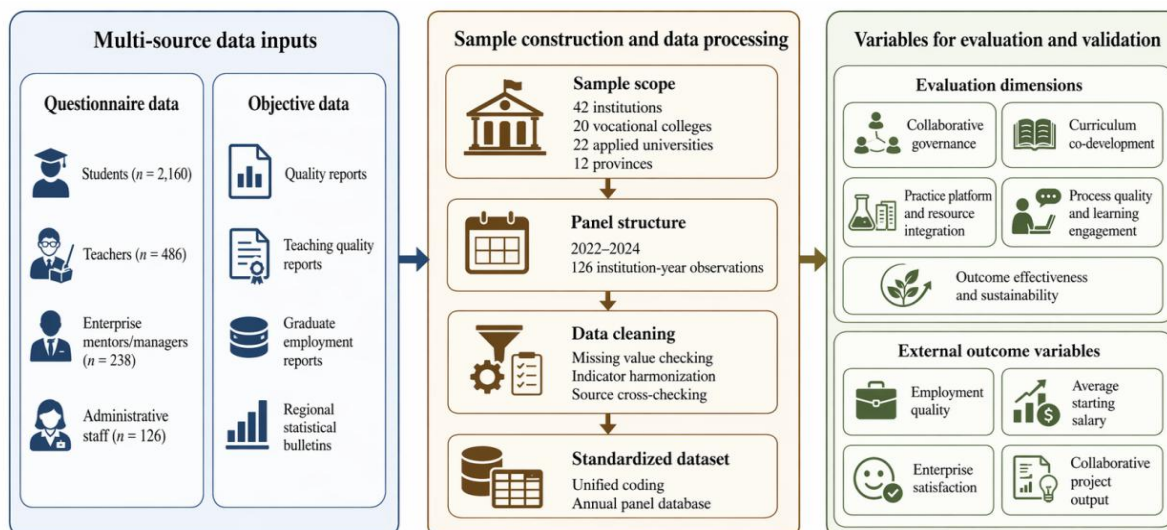 Multi-source data inputs
Questionnaire data
Students (n = 2,160)
Teachers (n = 486)
Enterprise
mentors/managers
(n = 238)
Administrative
staff (n = 126)
Objective data
Quality reports
Teaching quality
reports
Graduate
employment
reports
Regional
statistical
bulletins
Sample construction and data processing
Sample scope
42 institutions
20 vocational colleges
22 applied universities
12 provinces
Panel structure
2022–2024
126 institution-year observations
Data cleaning
Missing value checking
Indicator harmonization
Source cross-checking
Standardized dataset
Unified coding
Annual panel database
Variables for evaluation and validation
Evaluation dimensions
Collaborative
governance
Curriculum
co-development
Practice platform
and resource
integration
Process quality
and learning
engagement
Outcome effectiveness
and sustainability
External outcome variables
Employment
quality
Average
starting
salary
Enterprise
satisfaction
Collaborative
project
output